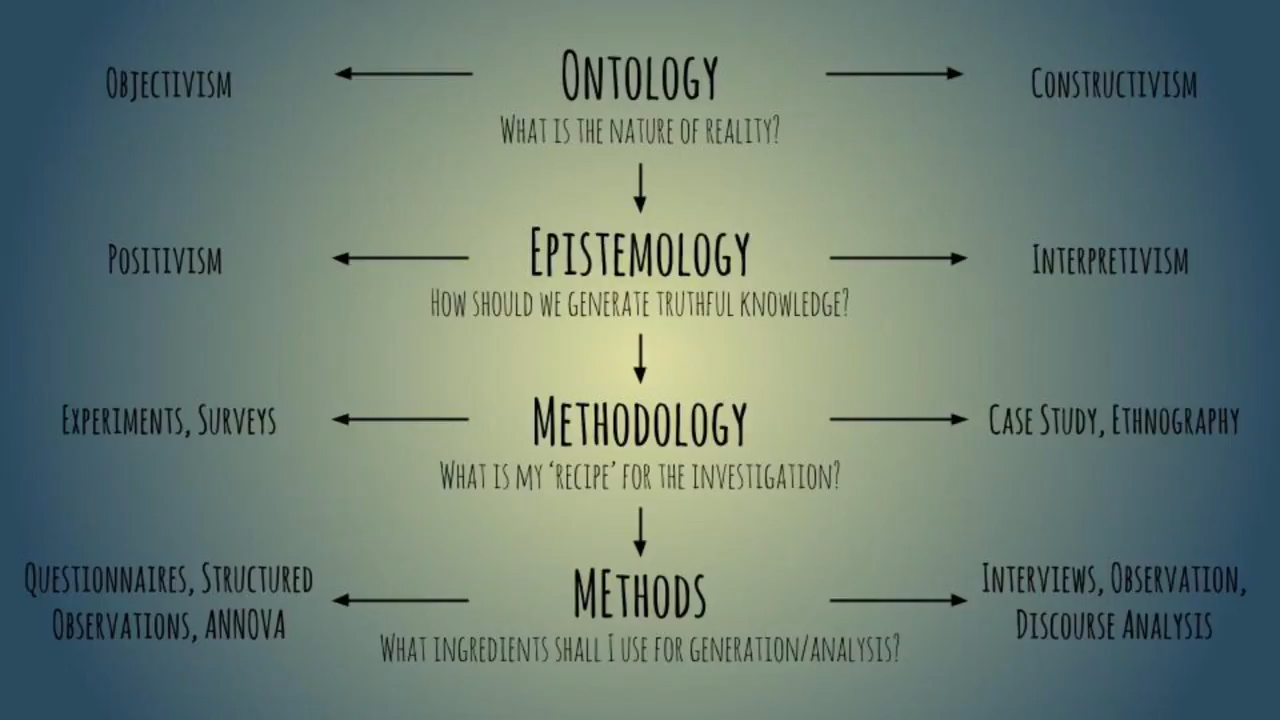 Objectivism
Ontology
Constructivism
What is the nature of reality?
Positivism
Epistemology
Interpretivism
How should we generate truthful knowledge?
Experiments, Surveys
Methodology
Case Study, Ethnography
What is my ‘recipe’ for the investigation?
Questionnaires, Structured
Observations, ANNOVA
MEthods
Interviews, Observation,
Discourse Analysis
What ingredients shall I use for generation/analysis?